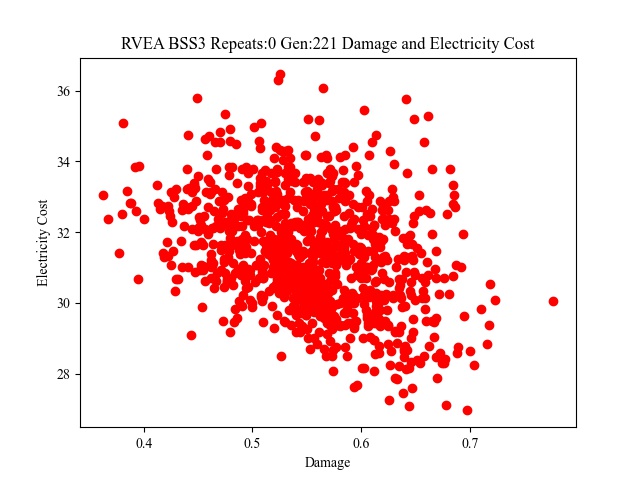 RVEA BSS3 Repeats:0 Gen:221 Damage and Electricity Cost
36
34
32
30
28
Electricity Cost
0.4 0.5 0.6 0.7
Damage